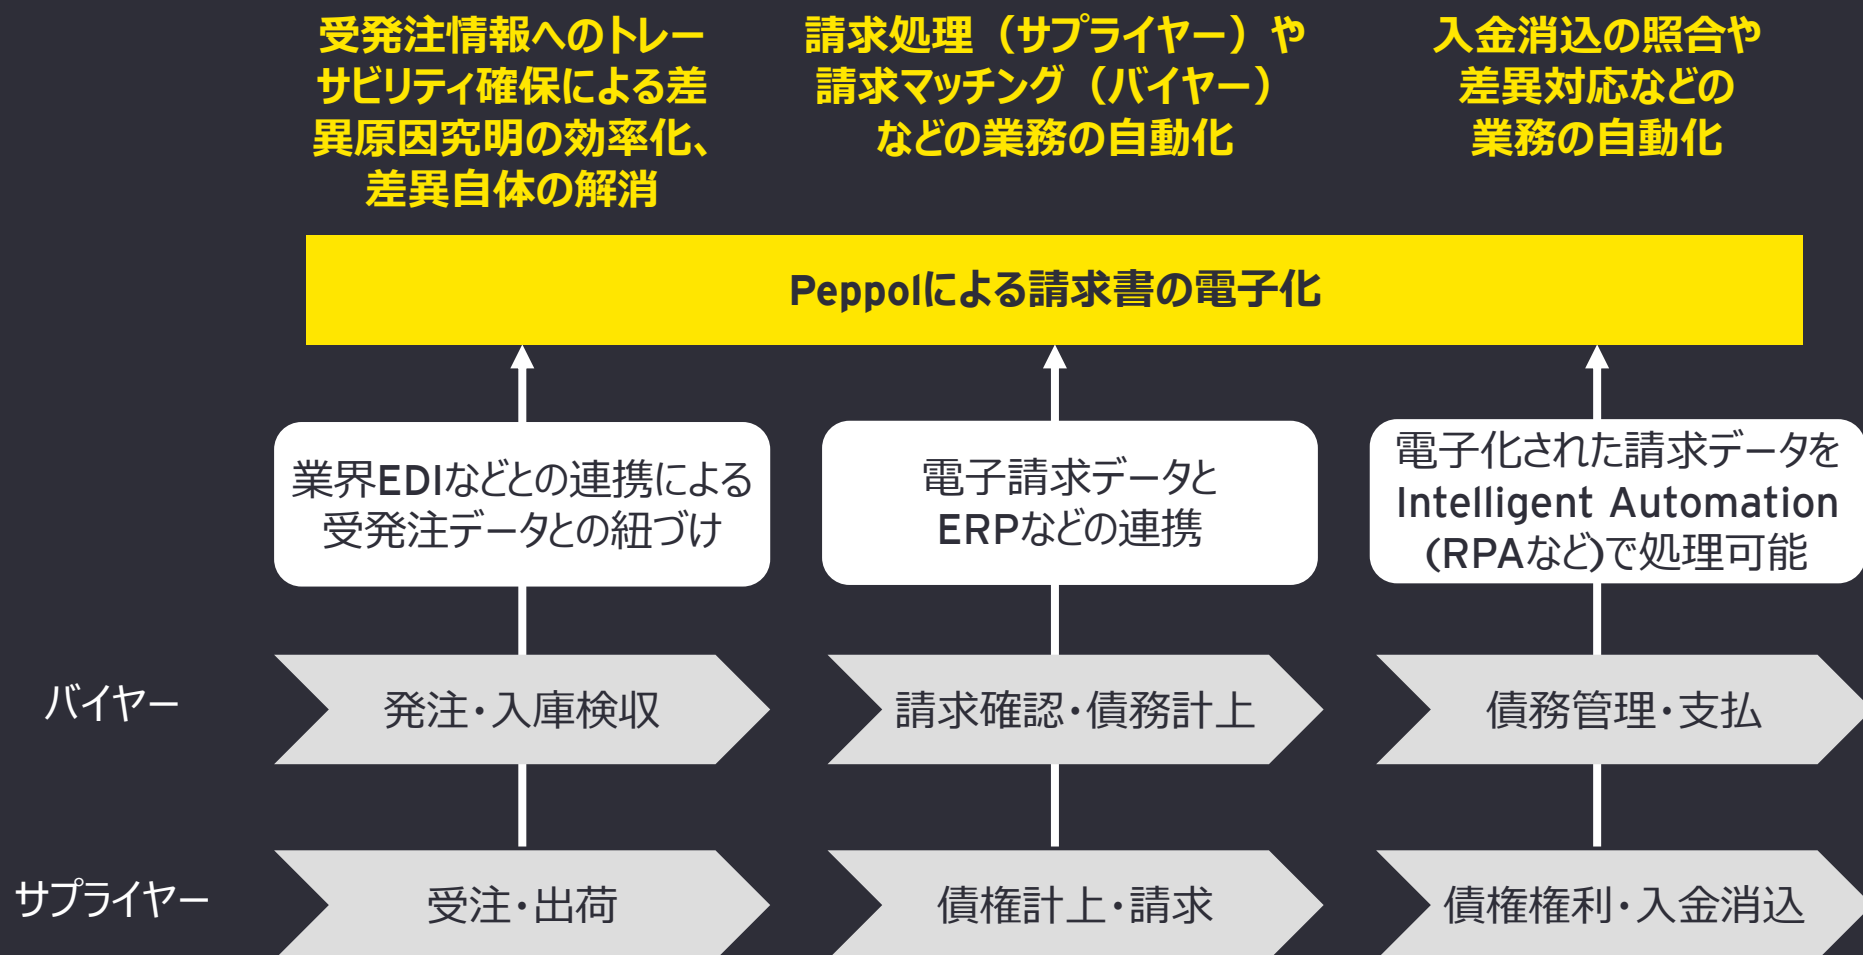 受発注情報へのトレー
サビリティ確保による差
異原因究明の効率化、
差異自体の解消
請求処理（サプライヤー）や
請求マッチング（バイヤー）
などの業務の自動化
入金消込の照合や
差異対応などの
業務の自動化
Peppolによる請求書の電子化
業界EDIなどとの連携による
受発注データとの紐づけ
電子請求データと
ERPなどの連携
電子化された請求データを
Intelligent Automation
(RPAなど)で処理可能
バイヤー
発注・入庫検収
請求確認・債務計上
債務管理・支払
サプライヤー
受注・出荷
債権計上・請求
債権権利・入金消込